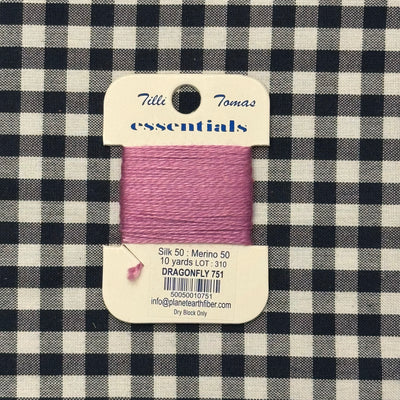 Tilli Tomas
essentials
Silk 50 : Merino 50
10 yards LOT : 310
DRAGONFLY 751
50050010751
info@planetearthfiber.com
Dry Block Only